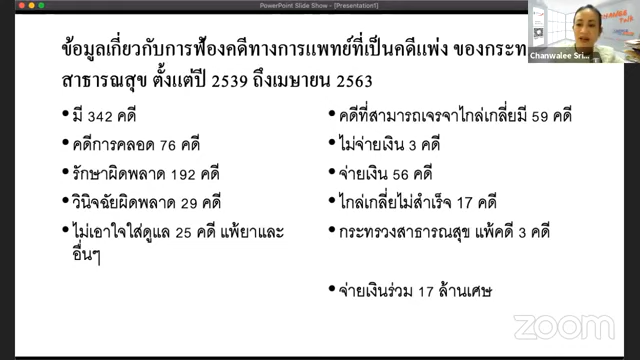 PowerPoint Slide Show - [Presentation1]
Chanwalee Sri...
ข้อมูลเกี่ยวกับการฟ้องคดีทางการแพทย์ที่เป็นคดีแพ่ง ของกระท
สาธารณสุข ตั้งแต่ปี 2539 ถึงเมษายน 2563
• มี 342 คดี
• คดีการคลอด 76 คดี
• รักษาผิดพลาด 192 คดี
• วินิจฉัยผิดพลาด 29 คดี
• ไม่เอาใจใส่ดูแล 25 คดี แพ้ยาและ
อื่นๆ
• คดีที่สามารถเจรจาไกล่เกลี่ยมี 59 คดี
• ไม่จ่ายเงิน 3 คดี
• จ่ายเงิน 56 คดี
• ไกล่เกลี่ยไม่สำเร็จ 17 คดี
• กระทรวงสาธารณสุข แพ้คดี 3 คดี
• จ่ายเงินร่วม 17 ล้านเศษ
zoom